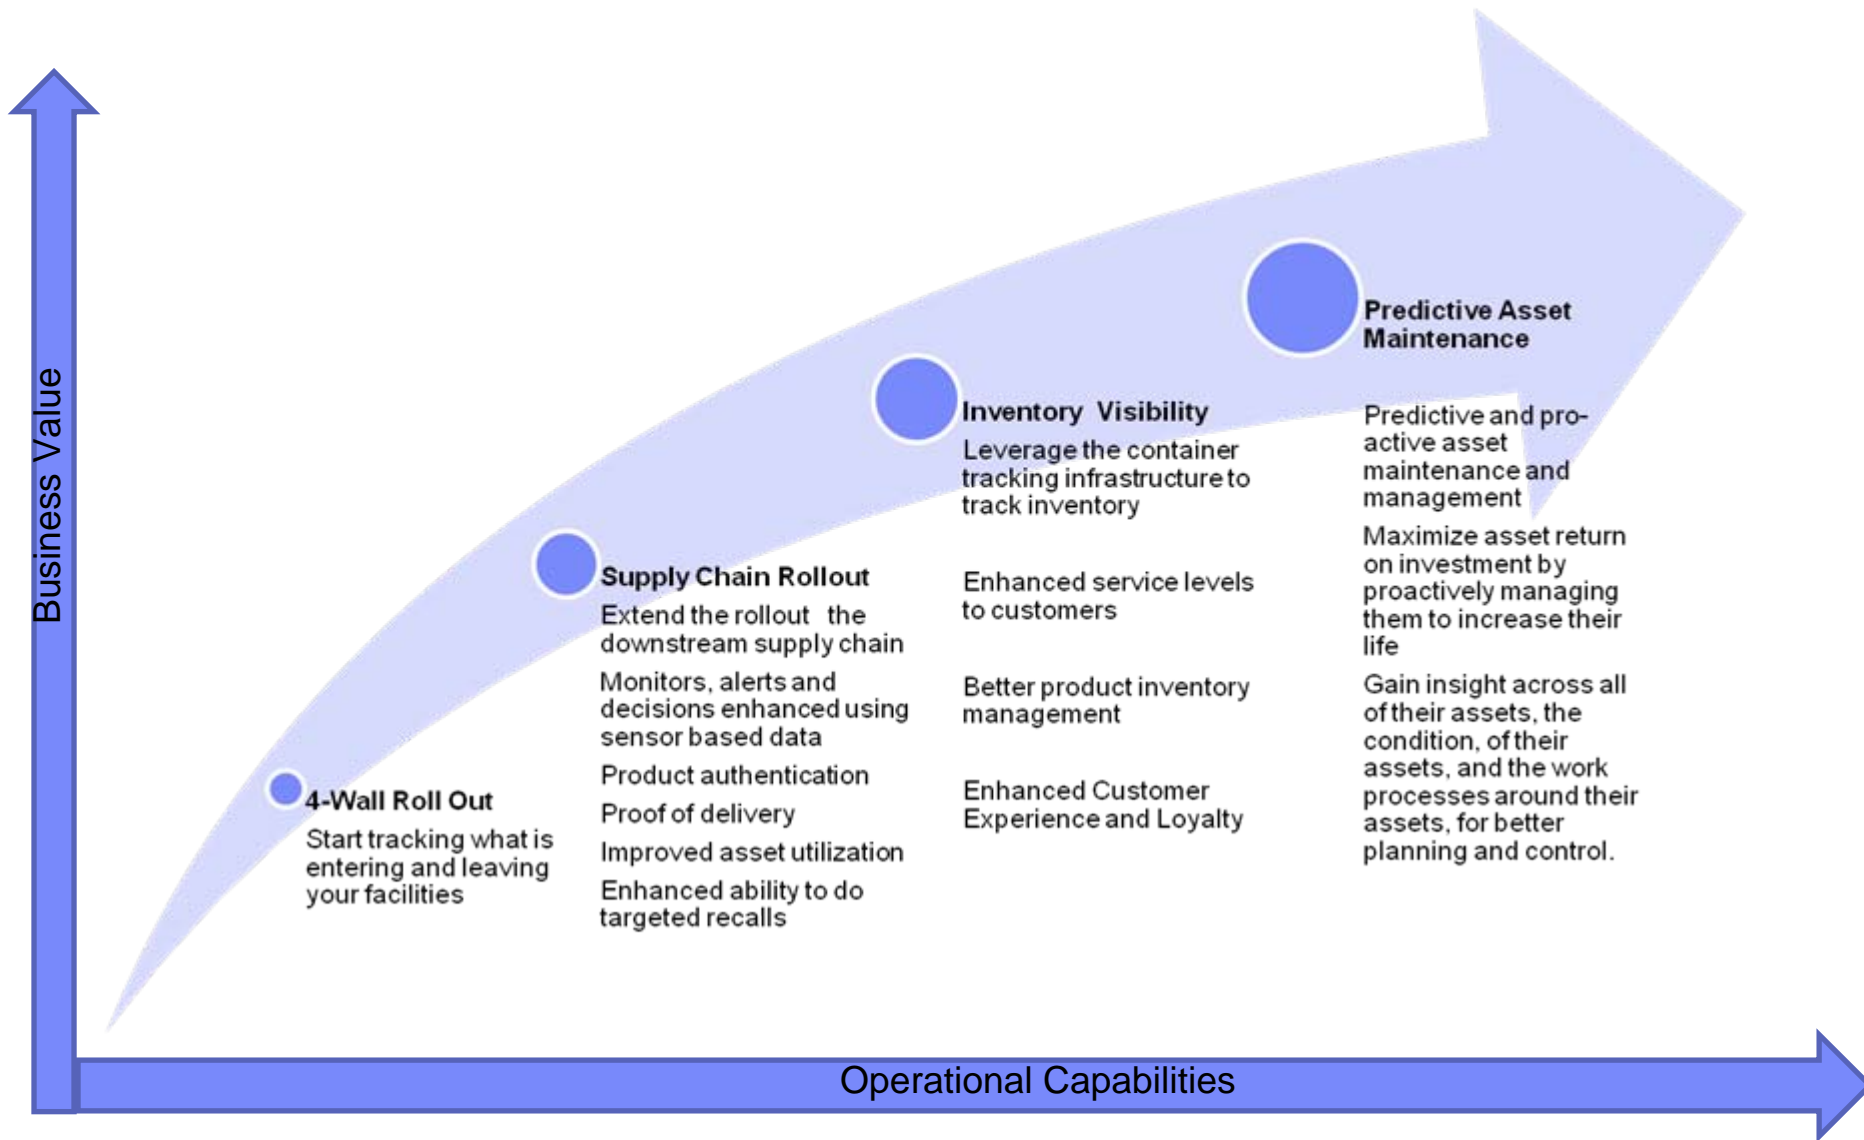 Business Value
4-Wall Roll Out
Start tracking what is
entering and leaving
your facilities
Supply Chain Rollout
Extend the rollout the
downstream supply chain
Monitors, alerts and
decisions enhanced using
sensor based data
Product authentication
Proof of delivery
Improved asset utilization
Enhanced ability to do
targeted recalls
Inventory Visibility
Leverage the container
tracking infrastructure to
track inventory
Enhanced service levels
to customers
Better product inventory
management
Enhanced Customer
Experience and Loyalty
Predictive Asset
Maintenance
Predictive and pro-
active asset
maintenance and
management
Maximize asset return
on investment by
proactively managing
them to increase their
life
Gain insight across all
of their assets, the
condition, of their
assets, and the work
processes around their
assets, for better
planning and control.
Operational Capabilities